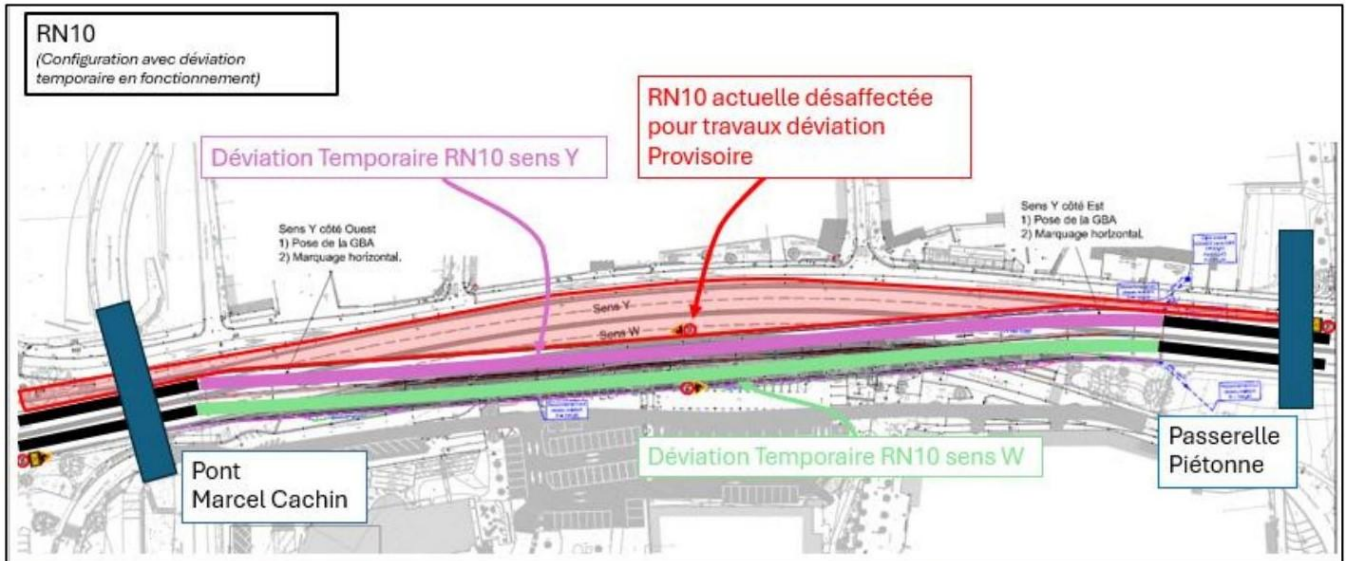 RN10
(Configuration avec déviation
temporaire en fonctionnement)
RN10 actuelle désaffectée
pour travaux déviation
Provisoire
Déviation Temporaire RN10 sens Y
Sens Y côté Ouest
1) Pose de la GBA
2) Marquage horizontal.
Sens Y côté Est
1) Pose de la GBA
2) Marquage horizontal.
Sens Y
Sens W
Déviation Temporaire RN10 sens W
Pont
Marcel Cachin
Passerelle
Piétonne